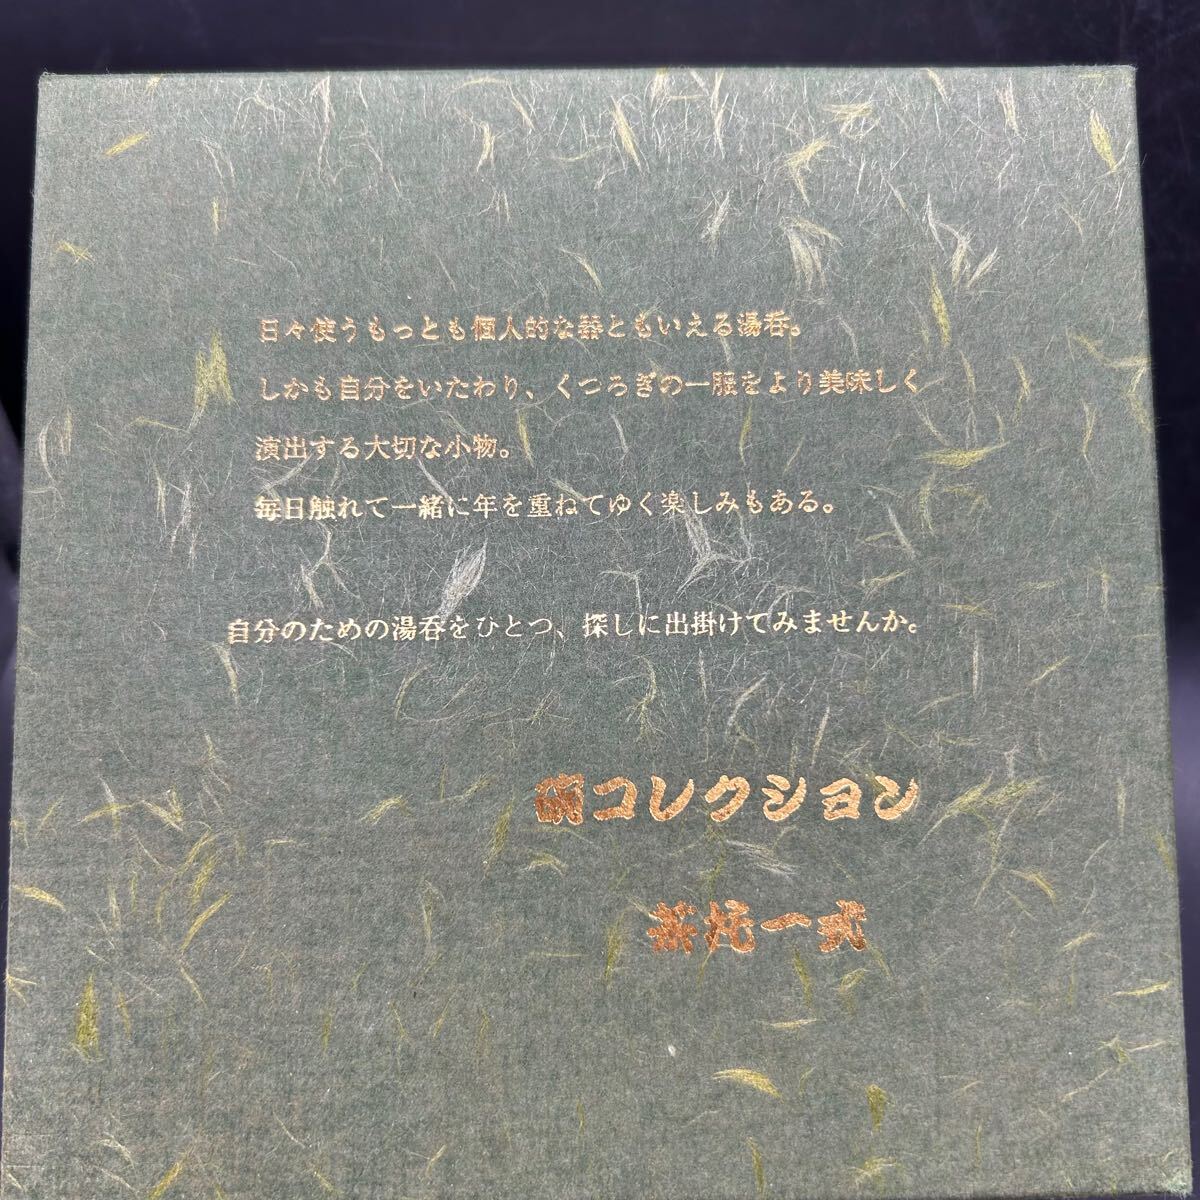 日々使うもっとも個人的な器ともいえる湯呑。
しかも自分をいたわり、くつろぎの一服をより美味しく
演出する大切な小物。
毎日触れて一緒に年を重ねてゆく楽しみもある。
自分のための湯呑をひとつ、探しに出掛けてみませんか。
碗コレクション
茶托一式